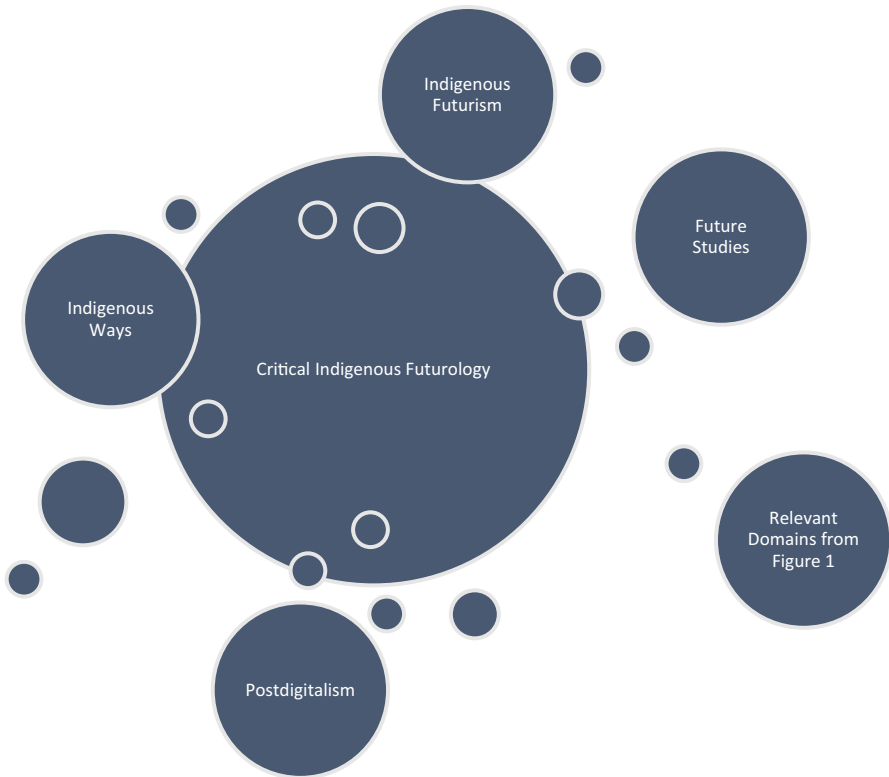 Indigenous
Futurism
Future
Studies
Indigenous
Ways
Critical Indigenous Futurology
Relevant
Domains from
Figure 1
Postdigitalism